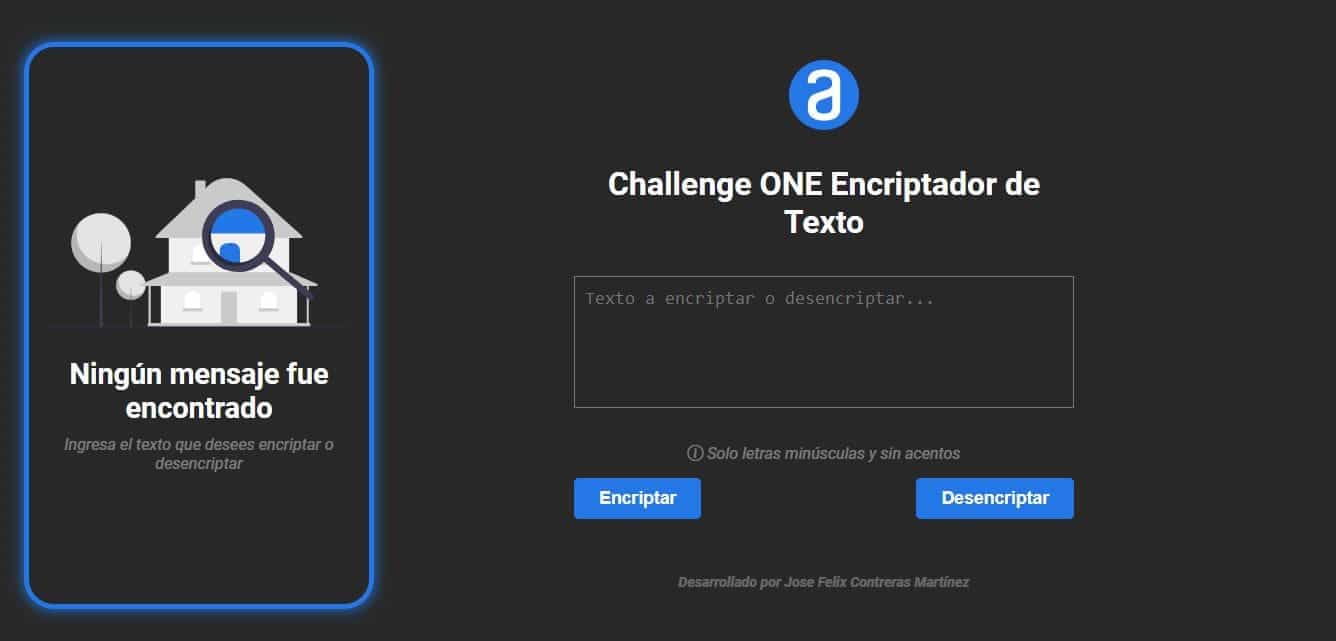 a
Challenge ONE Encriptador de
Texto
Texto a encriptar o desencriptar...
Solo letras minúsculas y sin acentos
Encriptar
Desencriptar
Desarrollado por Jose Felix Contreras Martínez
Ningún mensaje fue
encontrado
Ingresa el texto que desees encriptar o
desencriptar